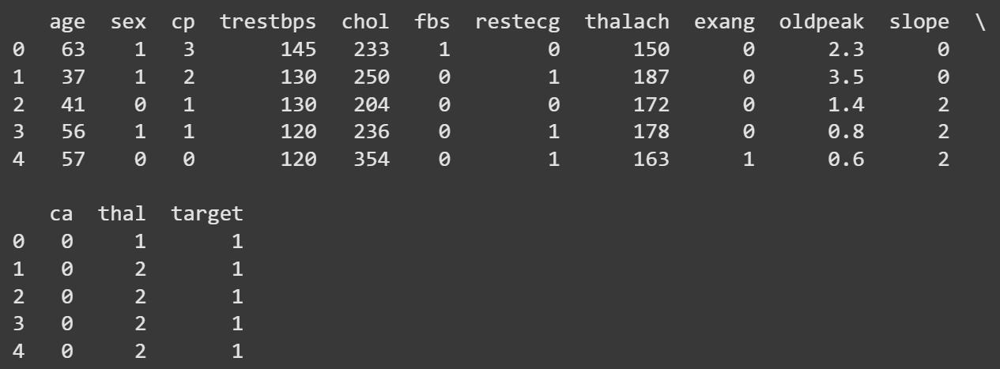 age sex cp trestbps chol fbs restecg thalach exang oldpeak slope \
0 63 1 3 145 233 1 0 150 0 2.3 0
1 37 1 2 130 250 0 1 187 0 3.5 0
2 41 0 1 130 204 0 0 172 0 1.4 2
3 56 1 1 120 236 0 1 178 0 0.8 2
4 57 0 0 120 354 0 1 163 1 0.6 2
ca thal target
0 0 1 1
1 0 2 1
2 0 2 1
3 0 2 1
4 0 2 1